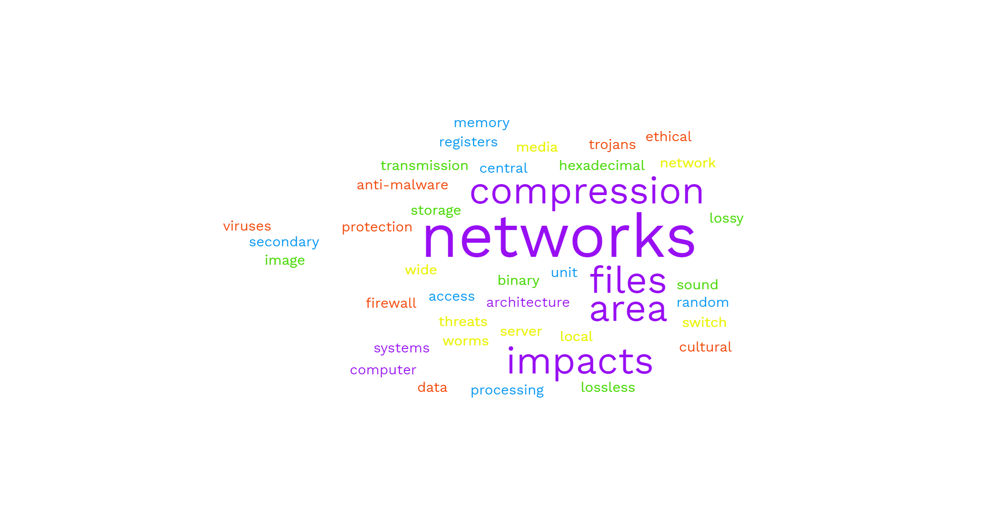 memory
ethical
registers
media
trojans
transmission
central
hexadecimal
network
anti-malware
compression
storage
lossy
viruses
protection
networks
secondary
image
wide
unit
binary
files
sound
access
architecture
random
firewall
area
threats
switch
server
local
worms
systems
cultural
impacts
computer
data
processing
lossless